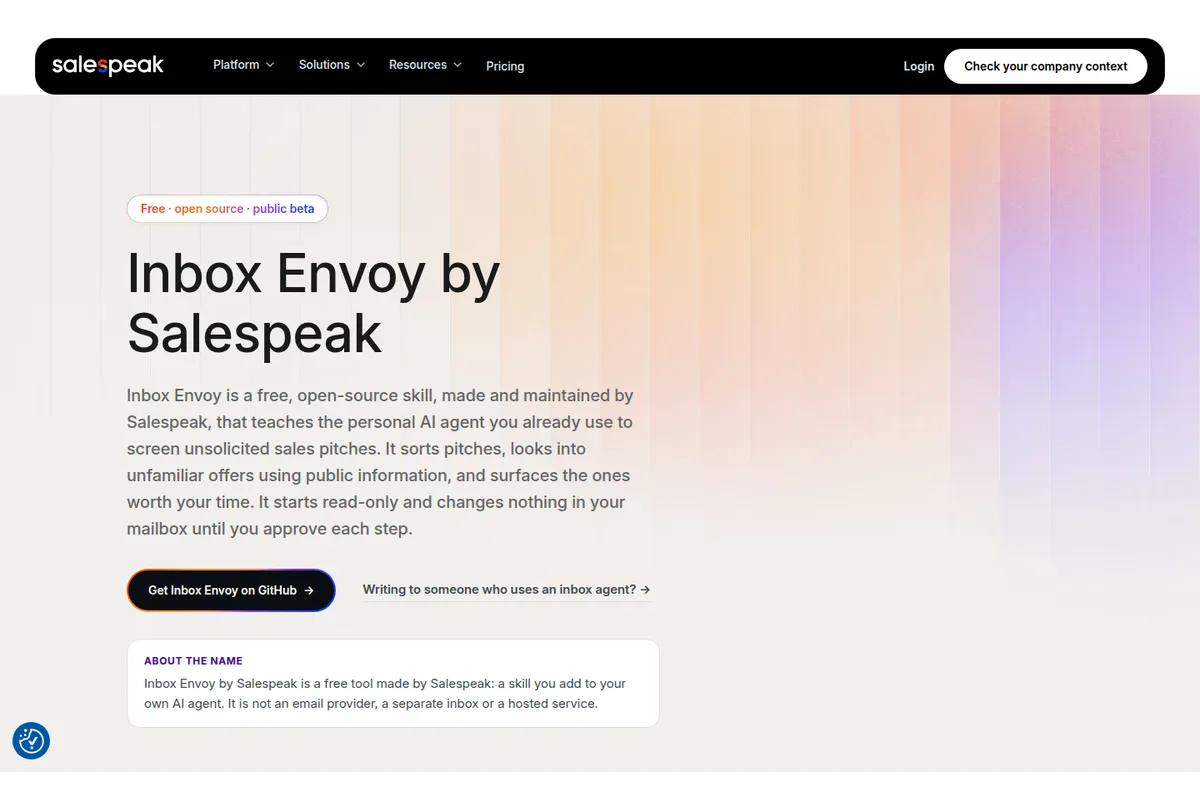 salespeak
Platform
Solutions
Resources
Pricing
Login
Check your company context
Free · open source · public beta
Inbox Envoy by
Salespeak
Inbox Envoy is a free, open-source skill, made and maintained by
Salespeak, that teaches the personal AI agent you already use to
screen unsolicited sales pitches. It sorts pitches, looks into
unfamiliar offers using public information, and surfaces the ones
worth your time. It starts read-only and changes nothing in your
mailbox until you approve each step.
Get Inbox Envoy on GitHub →
Writing to someone who uses an inbox agent? →
ABOUT THE NAME
Inbox Envoy by Salespeak is a free tool made by Salespeak: a skill you add to your
own AI agent. It is not an email provider, a separate inbox or a hosted service.